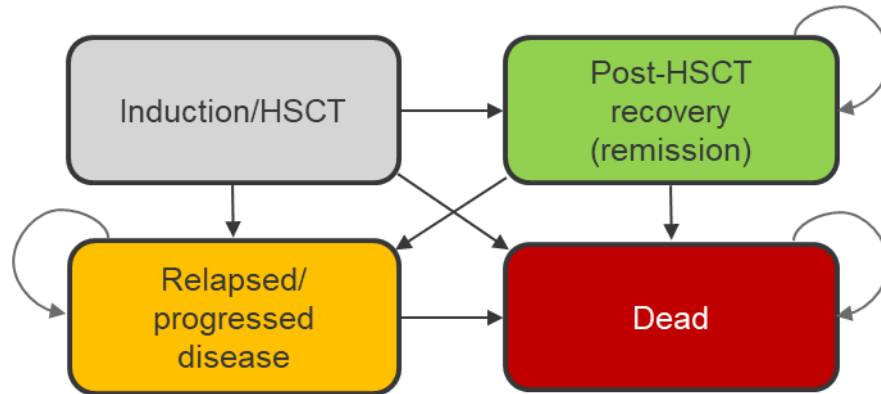 Induction/HSCT
Post-HSCT
recovery
(remission)
Relapsed/
progressed
disease
Dead